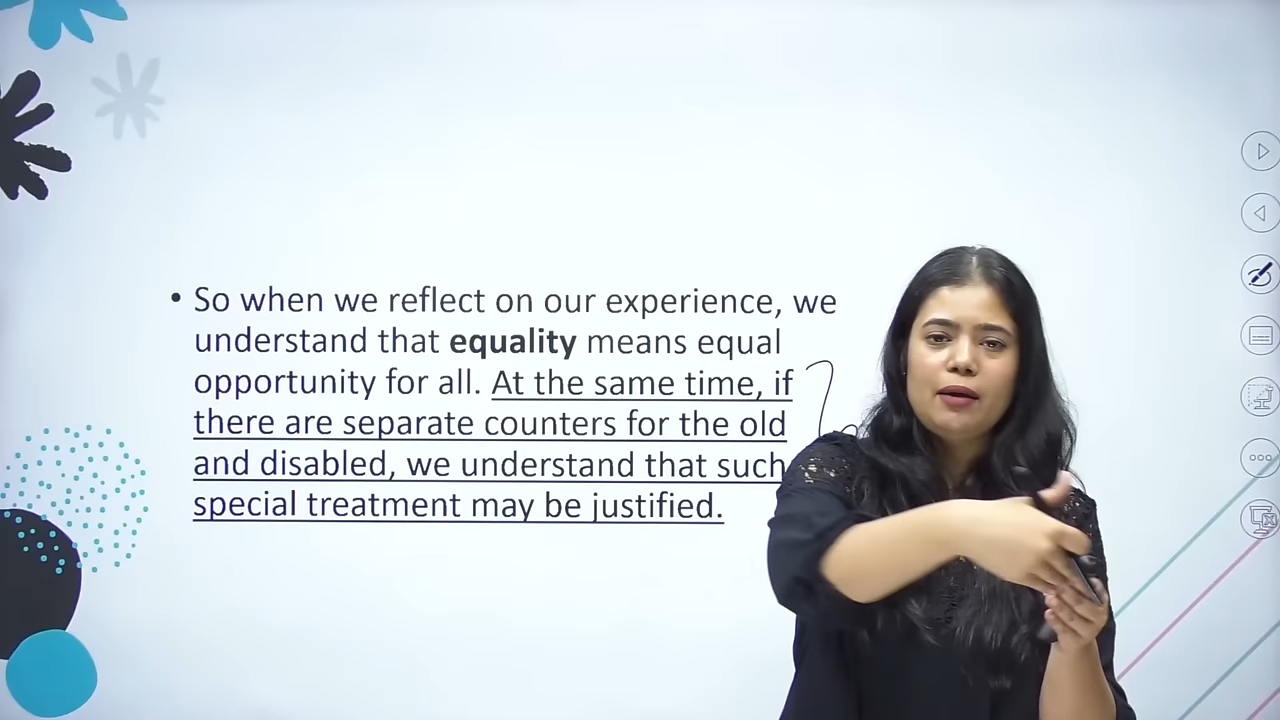 • So when we reflect on our experience, we
understand that equality means equal
opportunity for all. At the same time, if
there are separate counters for the old
and disabled, we understand that such
special treatment may be justified.